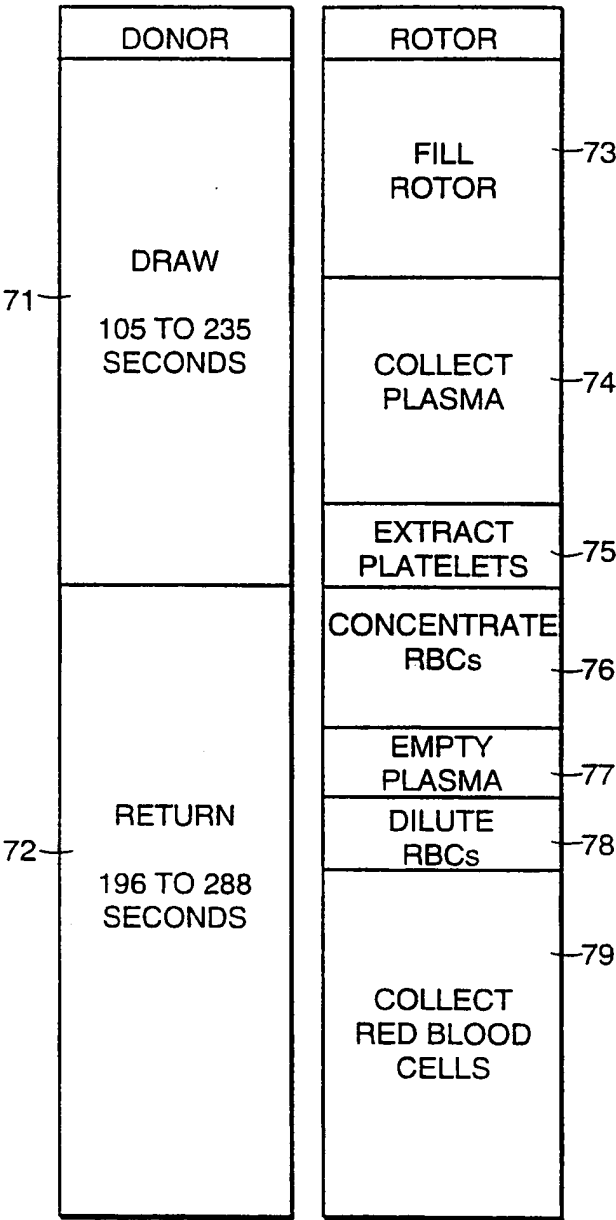 DONOR
DRAW
105 TO 235
SECONDS
71
RETURN
196 TO 288
SECONDS
72
ROTOR
FILL
ROTOR
73
COLLECT
PLASMA
74
EXTRACT
PLATELETS
75
CONCENTRATE
RBCs
76
EMPTY
PLASMA
77
DILUTE
RBCs
78
79
COLLECT
RED BLOOD
CELLS